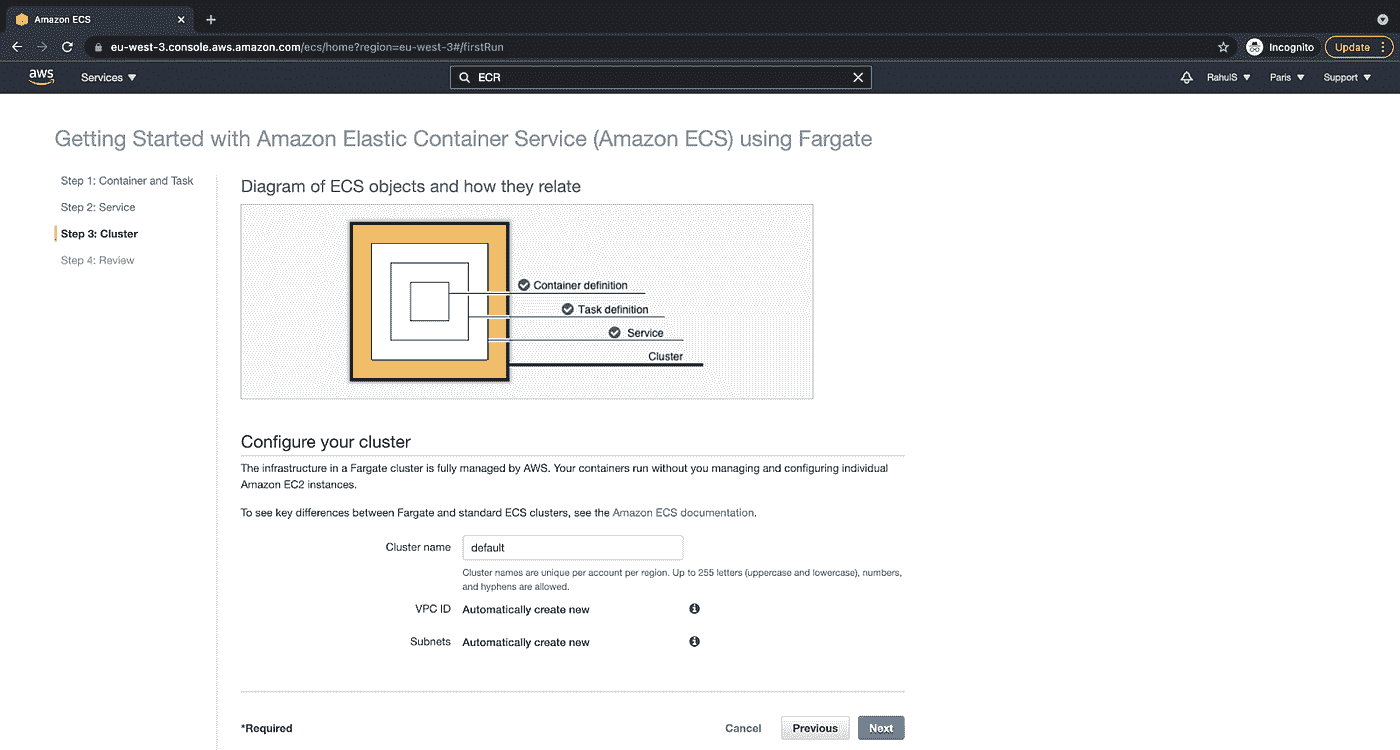 Amazon ECS
eu-west-3.console.aws.amazon.com/ecs/home?region=eu-west-3#/firstRun
Incognito
Update
aws
Services
ECR
RahulS
Paris
Support
Getting Started with Amazon Elastic Container Service (Amazon ECS) using Fargate
Step 1: Container and Task
Step 2: Service
Step 3: Cluster
Step 4: Review
Diagram of ECS objects and how they relate
Container definition
Task definition
Service
Cluster
Configure your cluster
The infrastructure in a Fargate cluster is fully managed by AWS. Your containers run without you managing and configuring individual
Amazon EC2 instances.
To see key differences between Fargate and standard ECS clusters, see the Amazon ECS documentation.
Cluster name
default
Cluster names are unique per account per region. Up to 255 letters (uppercase and lowercase), numbers,
and hyphens are allowed.
VPC ID Automatically create new
Subnets Automatically create new
*Required
Cancel
Previous
Next